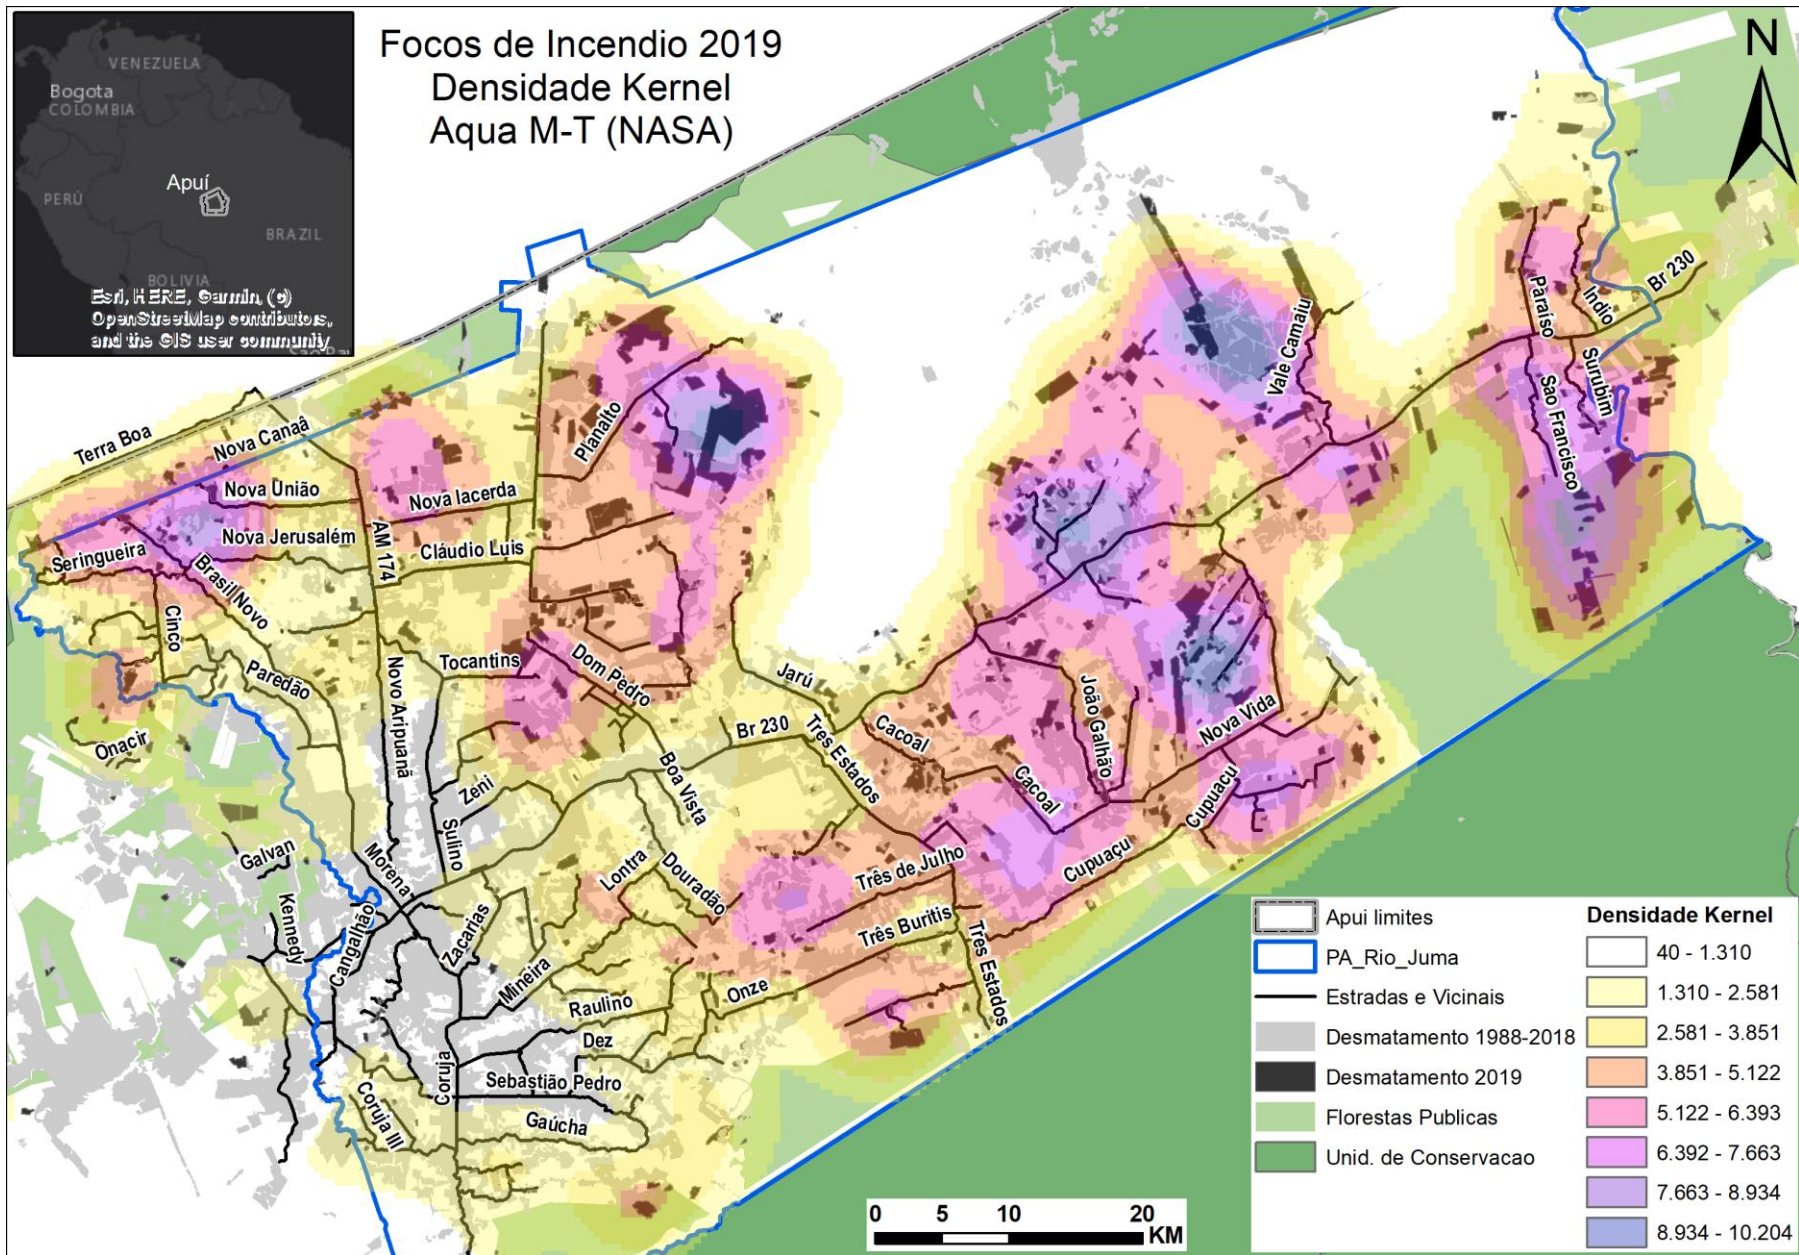 Focos de Incendio 2019
Densidade Kernel
Aqua M-T (NASA)
N
VENEZUELA
Bogota
COLOMBIA
Apuí
PERÚ
BRAZIL
BOLIVIA
Esri, HERE, Garmin, (c)
OpenStreetMap contributors,
and the GIS user community
Terra Boa
Nova Canaâ
Nova União
Nova Jerusalém
Seringueira
Brasil Novo
Cinco
Paredão
Onacir
AM 174
Nova lacerda
Cláudio Luis
Planalto
Novo Aripuanã
Tocantins
Dom Pedro
Jarú
Br 230
Boa Vista
Zeni
Sulino
Morena
Galvan
Kennedy
Cangalhão
Zacarias
Mineira
Lontra
Douradão
Raulino
Onze
Dez
Sebastião Pedro
Gaúcha
Coruja
Coruja III
Tres Estados
Cacoal
Cacoal
João Galhão
Nova Vida
Cupuacu
Cupuaçu
Três de Julho
Três Buritis
Tres Estados
Vale Camaiu
Paraíso
Indio
Br 230
Surubim
Sao Francisco
Apui limites
PA_Rio_Juma
Estradas e Vicinais
Desmatamento 1988-2018
Desmatamento 2019
Florestas Publicas
Unid. de Conservacao
Densidade Kernel
40 - 1.310
1.310 - 2.581
2.581 - 3.851
3.851 - 5.122
5.122 - 6.393
6.392 - 7.663
7.663 - 8.934
8.934 - 10.204
0 5 10 20
KM